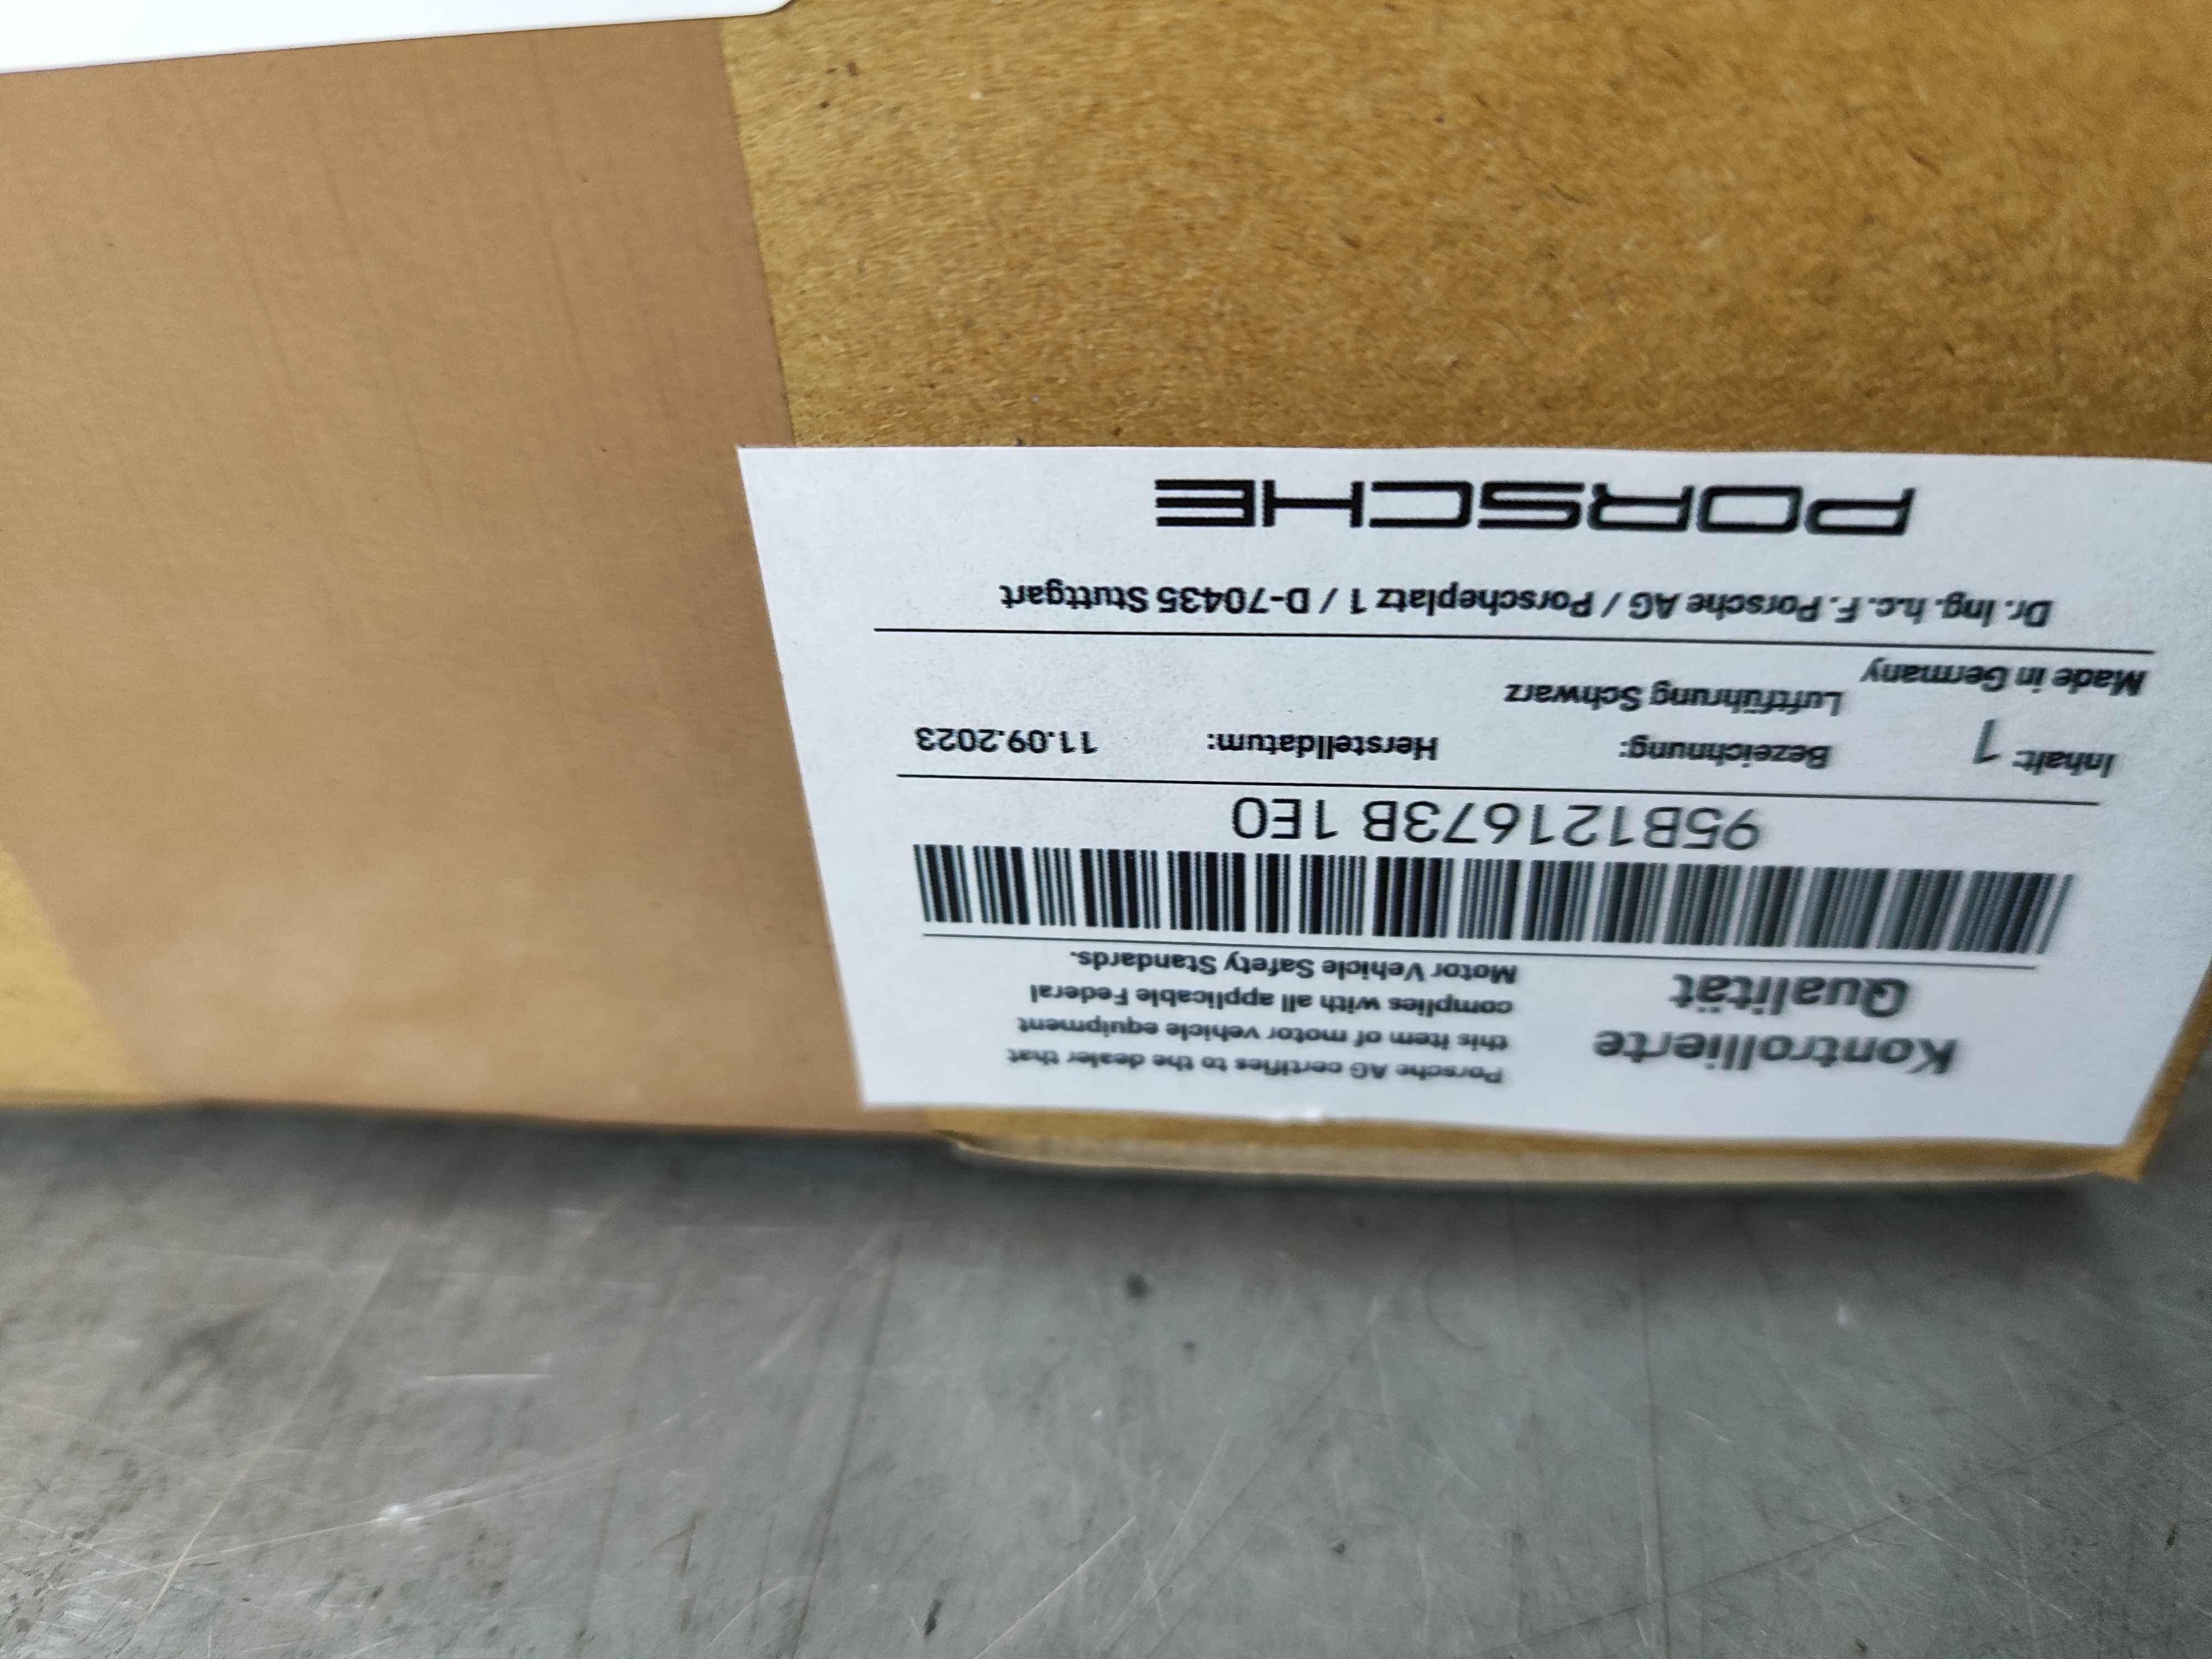 Kontrollierte
Qualität
Porsche AG certifies to the dealer that
this item of motor vehicle equipment
complies with all applicable Federal
Motor Vehicle Safety Standards.
95B121673B 1E0
Inhalt: 1 Bezeichnung: Herstelldatum: 11.09.2023
Luftführung Schwarz
Made in Germany
Dr. Ing. h.c. F. Porsche AG / Porscheplatz 1 / D-70435 Stuttgart
PORSCHE